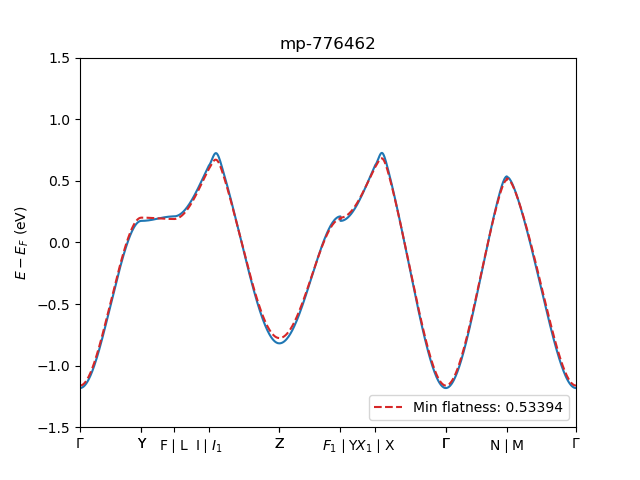 mp-776462
E − E_F (eV)
1.5
1.0
0.5
0.0
−0.5
−1.0
−1.5
Min flatness: 0.53394
Γ Y F | L I | I₁ Z F₁ | Y X₁ | X Γ N | M Γ